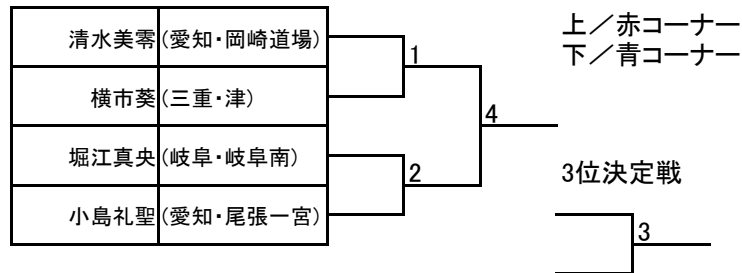 清水美零(愛知・岡崎道場)
横市葵(三重・津)
堀江真央(岐阜・岐阜南)
小島礼聖(愛知・尾張一宮)
1
2
4
上／赤コーナー
下／青コーナー
3位決定戦
3